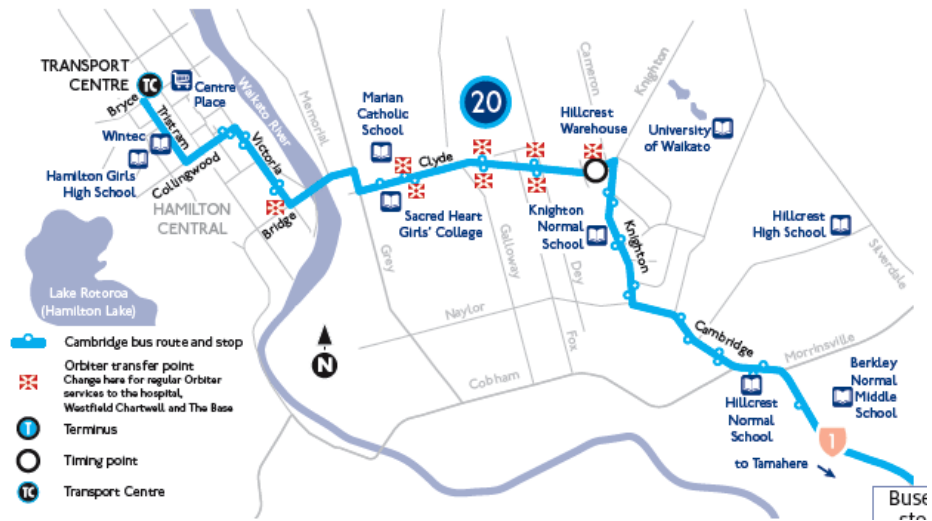 TRANSPORT
CENTRE
TC
Centre
Place
Bryce
Tristram
Wintec
Hamilton Girls
High School
Collingwood
Victoria
HAMILTON
CENTRAL
Bridge
Waikato River
Memorial
Marian
Catholic
School
Clyde
20
Sacred Heart
Girls' College
Grey
Galloway
Hillcrest
Warehouse
Cameron
Knighton
University
of Waikato
Knighton
Normal
School
Dey
Fox
Knighton
Hillcrest
High School
Silverdale
Naylor
Cobham
Cambridge
Morrinsville
Hillcrest
Normal
School
Berkley
Normal
Middle
School
1
to Tamahere
Lake Rotoroa
(Hamilton Lake)
N
Cambridge bus route and stop
Orbiter transfer point
Change here for regular Orbiter
services to the hospital,
Westfield Chartwell and The Base
T
Terminus
Timing point
TC
Transport Centre